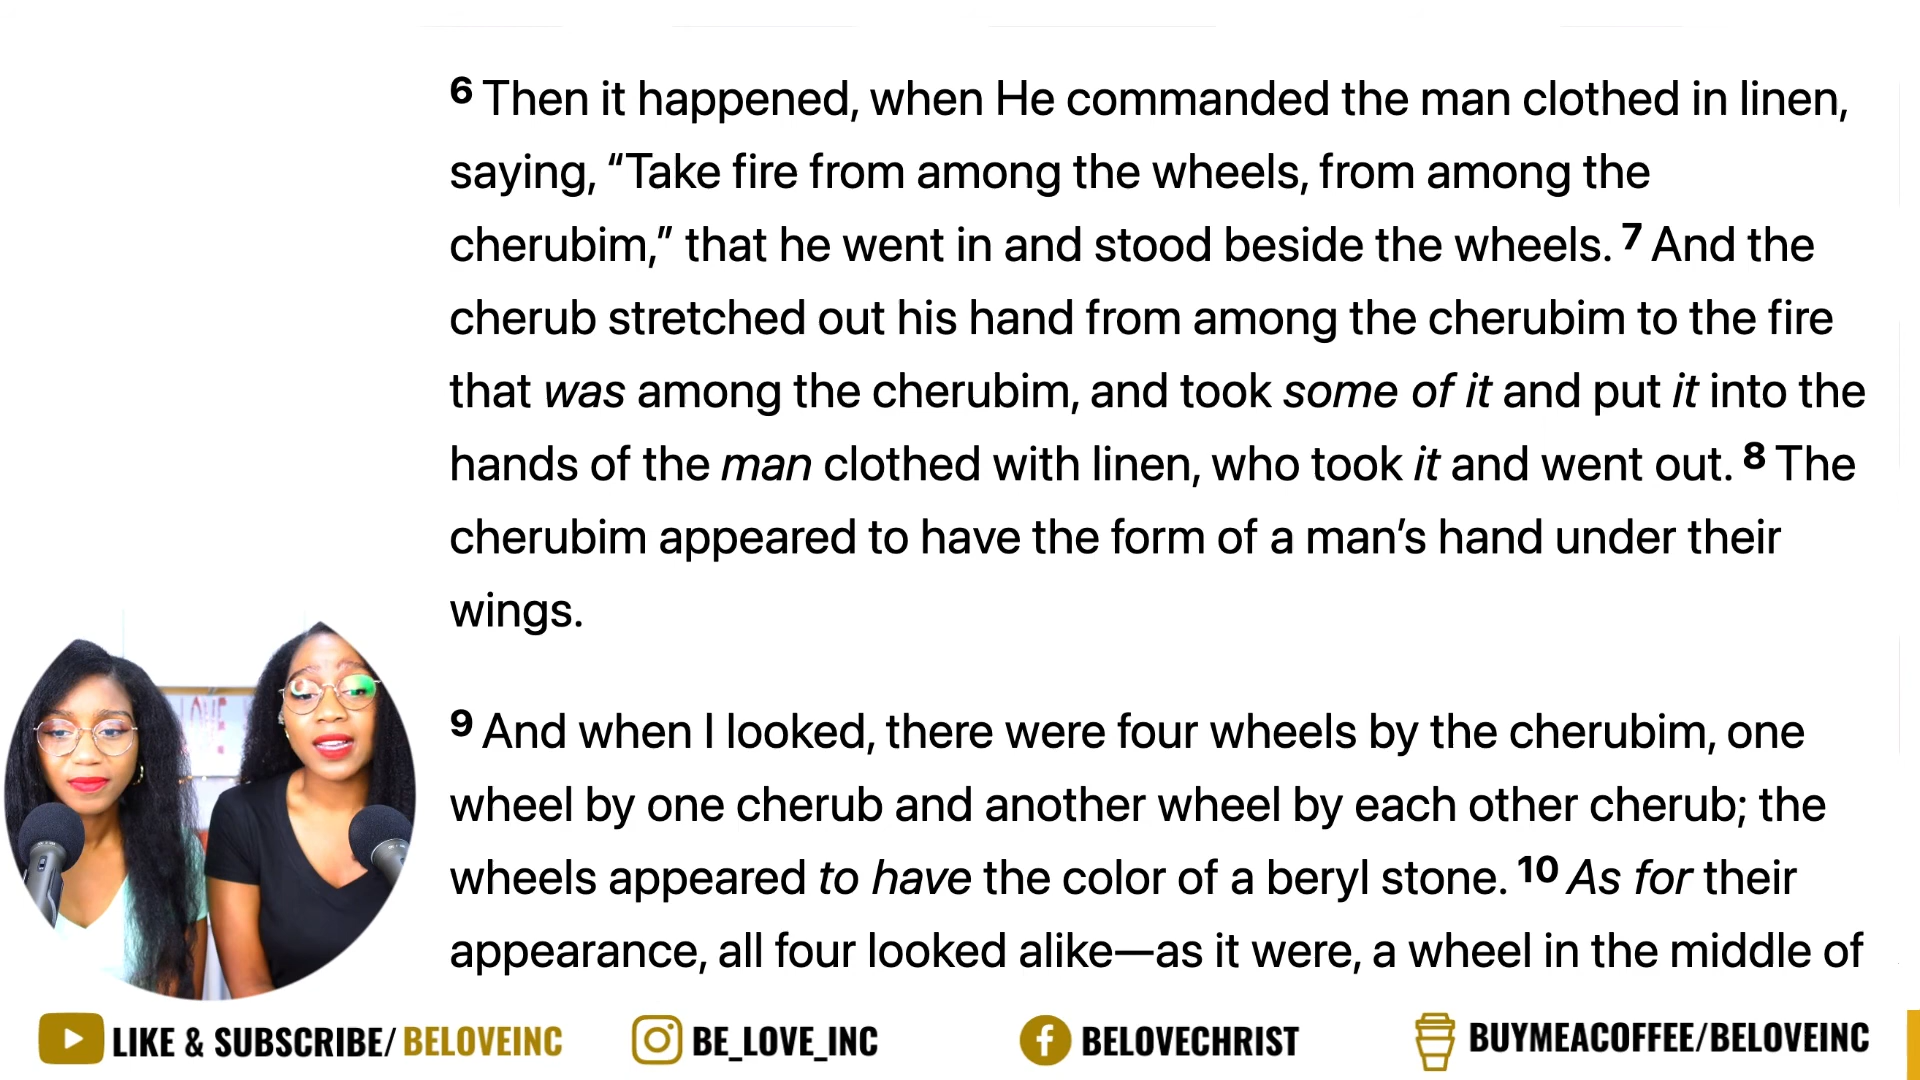 6 Then it happened, when He commanded the man clothed in linen,
saying, “Take fire from among the wheels, from among the
cherubim,” that he went in and stood beside the wheels. 7 And the
cherub stretched out his hand from among the cherubim to the fire
that was among the cherubim, and took some of it and put it into the
hands of the man clothed with linen, who took it and went out. 8 The
cherubim appeared to have the form of a man’s hand under their
wings.
9 And when I looked, there were four wheels by the cherubim, one
wheel by one cherub and another wheel by each other cherub; the
wheels appeared to have the color of a beryl stone. 10 As for their
appearance, all four looked alike—as it were, a wheel in the middle of
LOVE
LIKE & SUBSCRIBE/ BELOVEINC
BE_LOVE_INC
BELOVECHRIST
BUYMEACOFFEE/BELOVEINC